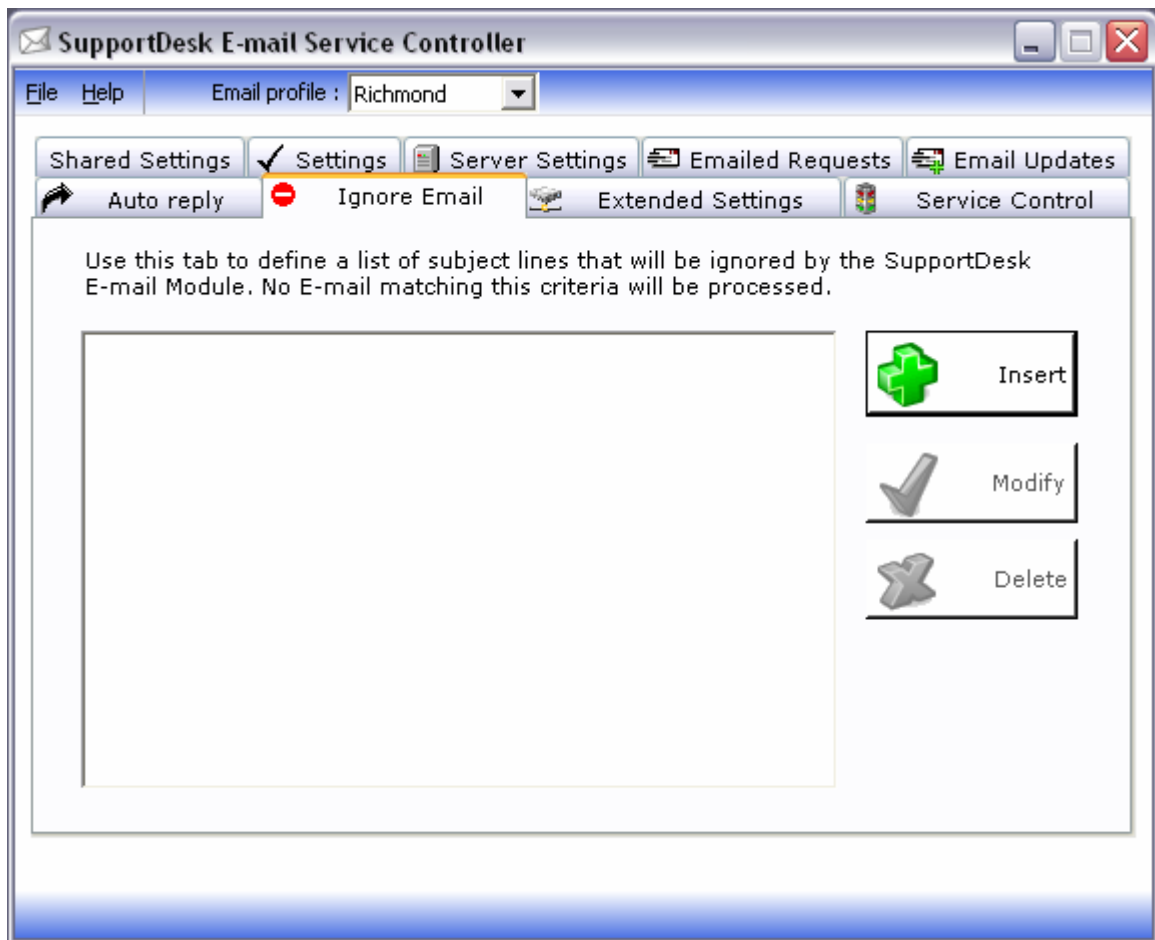 SupportDesk E-mail Service Controller
File Help Email profile : Richmond
Shared Settings Settings Server Settings Emailed Requests Email Updates
Auto reply Ignore Email Extended Settings Service Control
Use this tab to define a list of subject lines that will be ignored by the SupportDesk
E-mail Module. No E-mail matching this criteria will be processed.
Insert
Modify
Delete